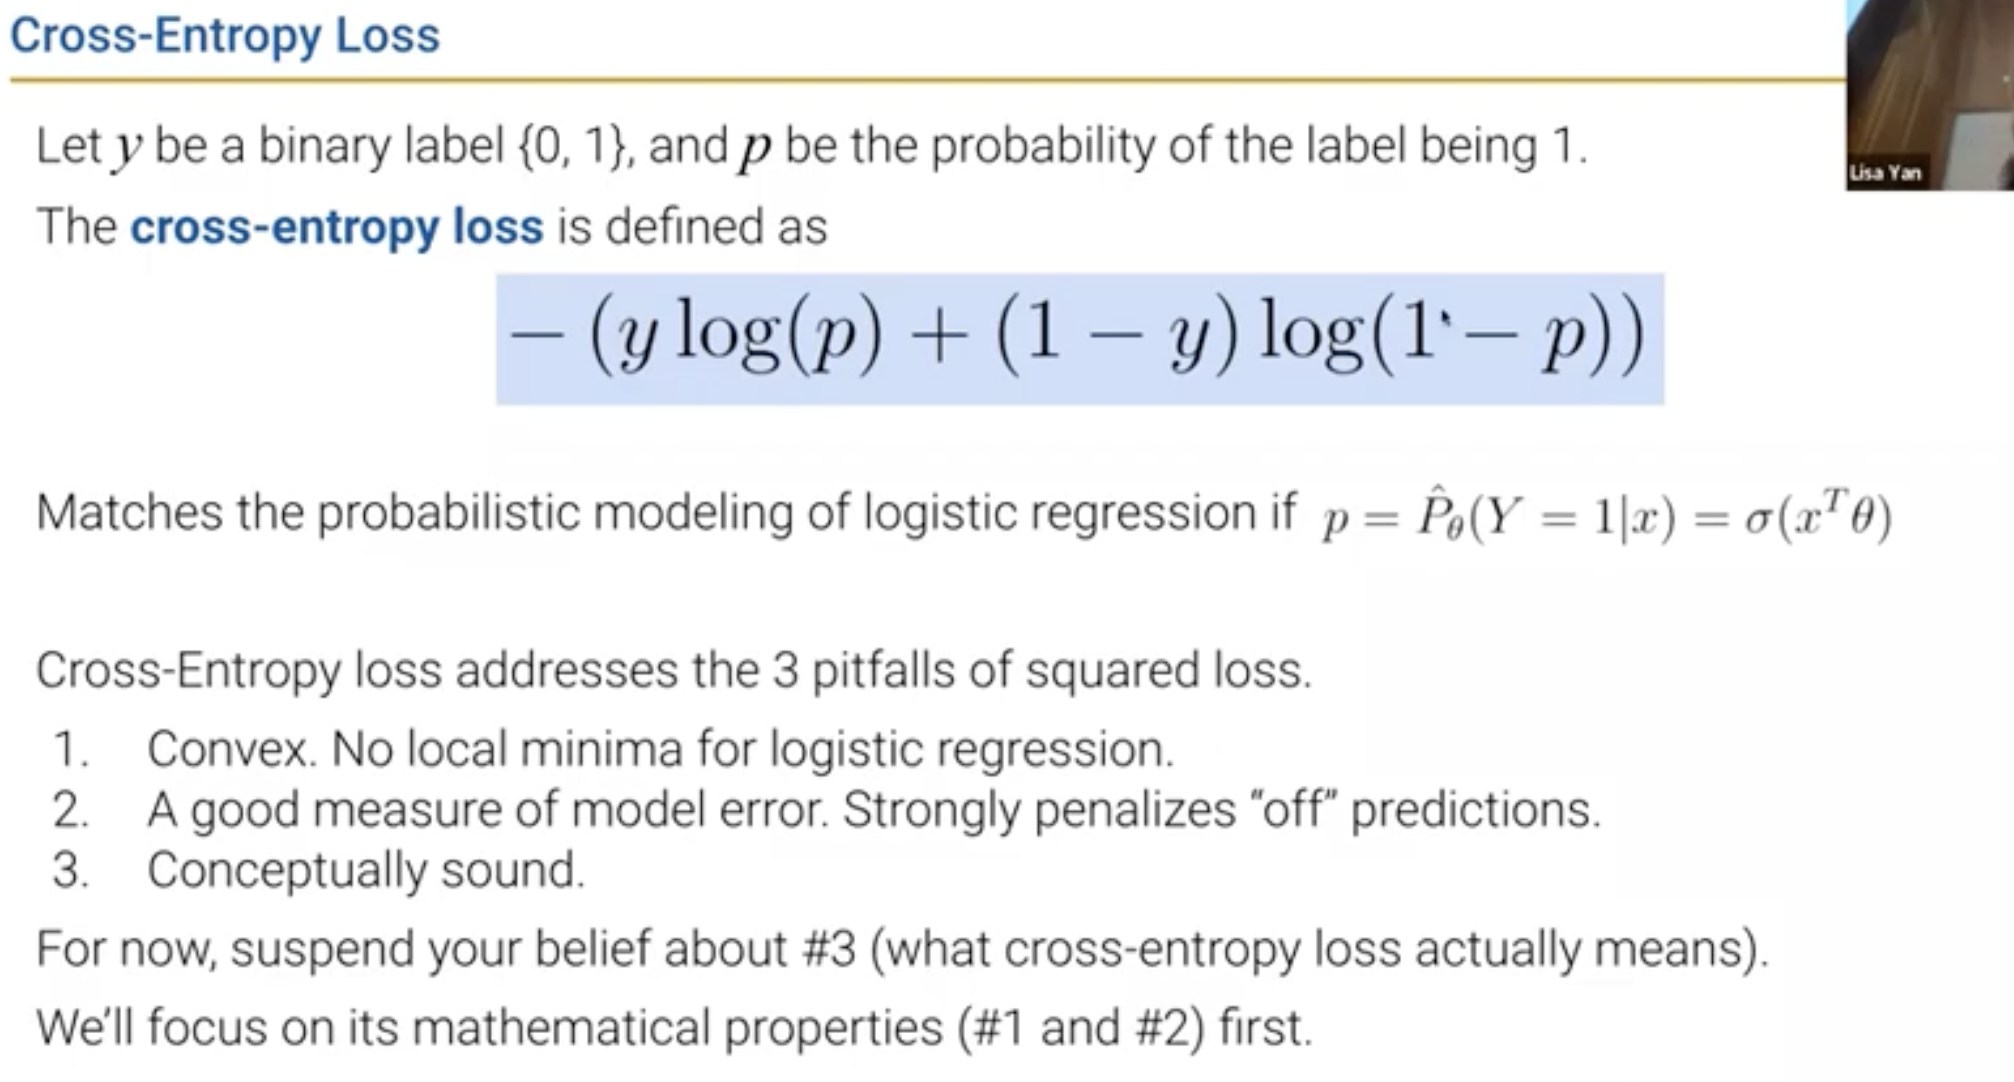 Cross-Entropy Loss
Let y be a binary label {0, 1}, and p be the probability of the label being 1.
Lisa Yan
The cross-entropy loss is defined as
− (y log(p) + (1 − y) log(1 − p))
Matches the probabilistic modeling of logistic regression if p = P̂θ(Y = 1|x) = σ(xᵀθ)
Cross-Entropy loss addresses the 3 pitfalls of squared loss.
1. Convex. No local minima for logistic regression.
2. A good measure of model error. Strongly penalizes “off” predictions.
3. Conceptually sound.
For now, suspend your belief about #3 (what cross-entropy loss actually means).
We’ll focus on its mathematical properties (#1 and #2) first.